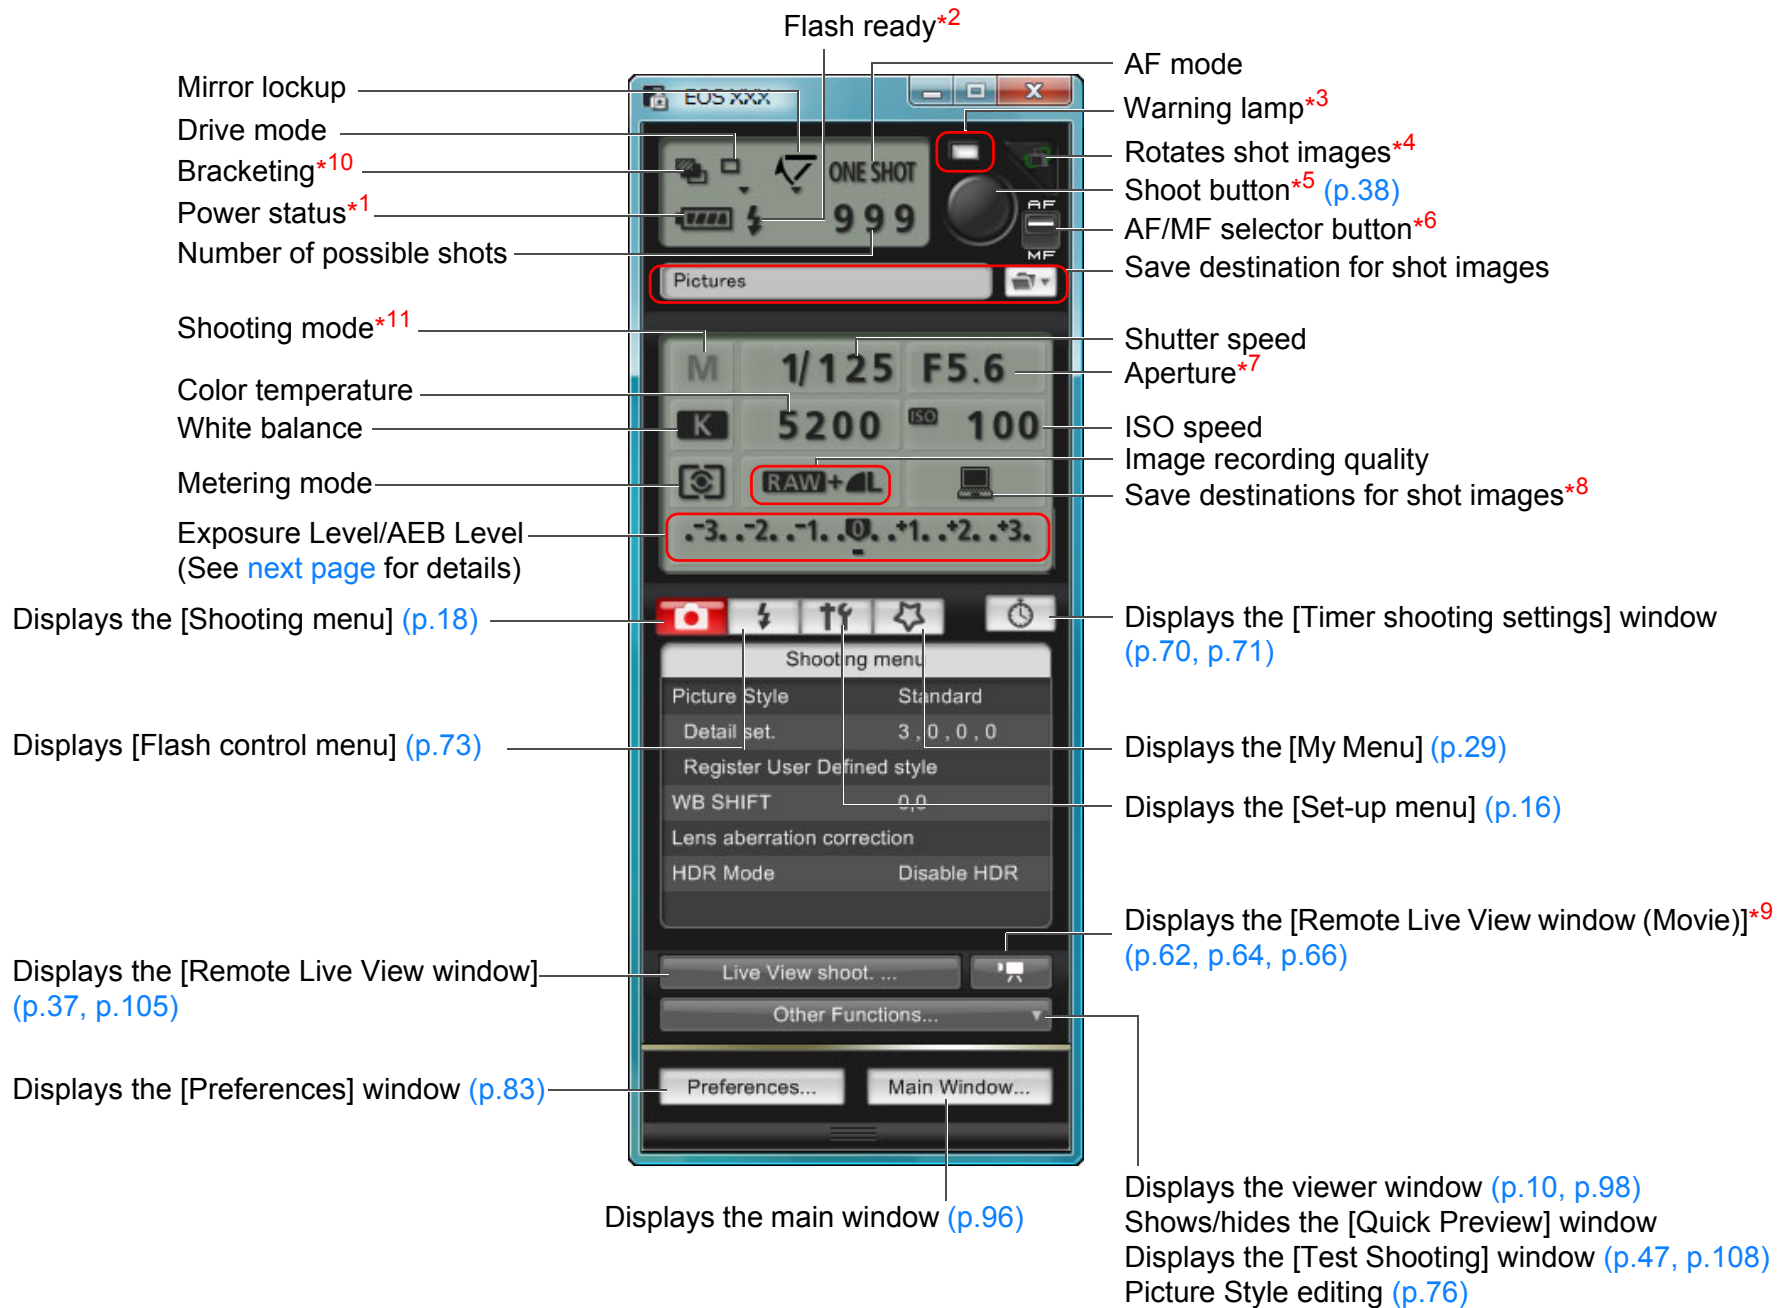 Flash ready*2
Mirror lockup
Drive mode
Bracketing*10
Power status*1
Number of possible shots
Shooting mode*11
Color temperature
White balance
Metering mode
Exposure Level/AEB Level
(See next page for details)
Displays the [Shooting menu] (p.18)
Displays [Flash control menu] (p.73)
Displays the [Remote Live View window]
(p.37, p.105)
Displays the [Preferences] window (p.83)
EOS XXX
ONE SHOT
999
AF
MF
Pictures
M 1/125 F5.6
K 5200 ISO 100
RAW+L
.-3. .-2. .-1. .0. .+1. .+2. .+3.
Shooting menu
Picture Style Standard
Detail set. 3 , 0 , 0 , 0
Register User Defined style
WB SHIFT 0,0
Lens aberration correction
HDR Mode Disable HDR
Live View shoot. ...
Other Functions...
Preferences... Main Window...
Displays the main window (p.96)
AF mode
Warning lamp*3
Rotates shot images*4
Shoot button*5 (p.38)
AF/MF selector button*6
Save destination for shot images
Shutter speed
Aperture*7
ISO speed
Image recording quality
Save destinations for shot images*8
Displays the [Timer shooting settings] window
(p.70, p.71)
Displays the [My Menu] (p.29)
Displays the [Set-up menu] (p.16)
Displays the [Remote Live View window (Movie)]*9
(p.62, p.64, p.66)
Displays the viewer window (p.10, p.98)
Shows/hides the [Quick Preview] window
Displays the [Test Shooting] window (p.47, p.108)
Picture Style editing (p.76)